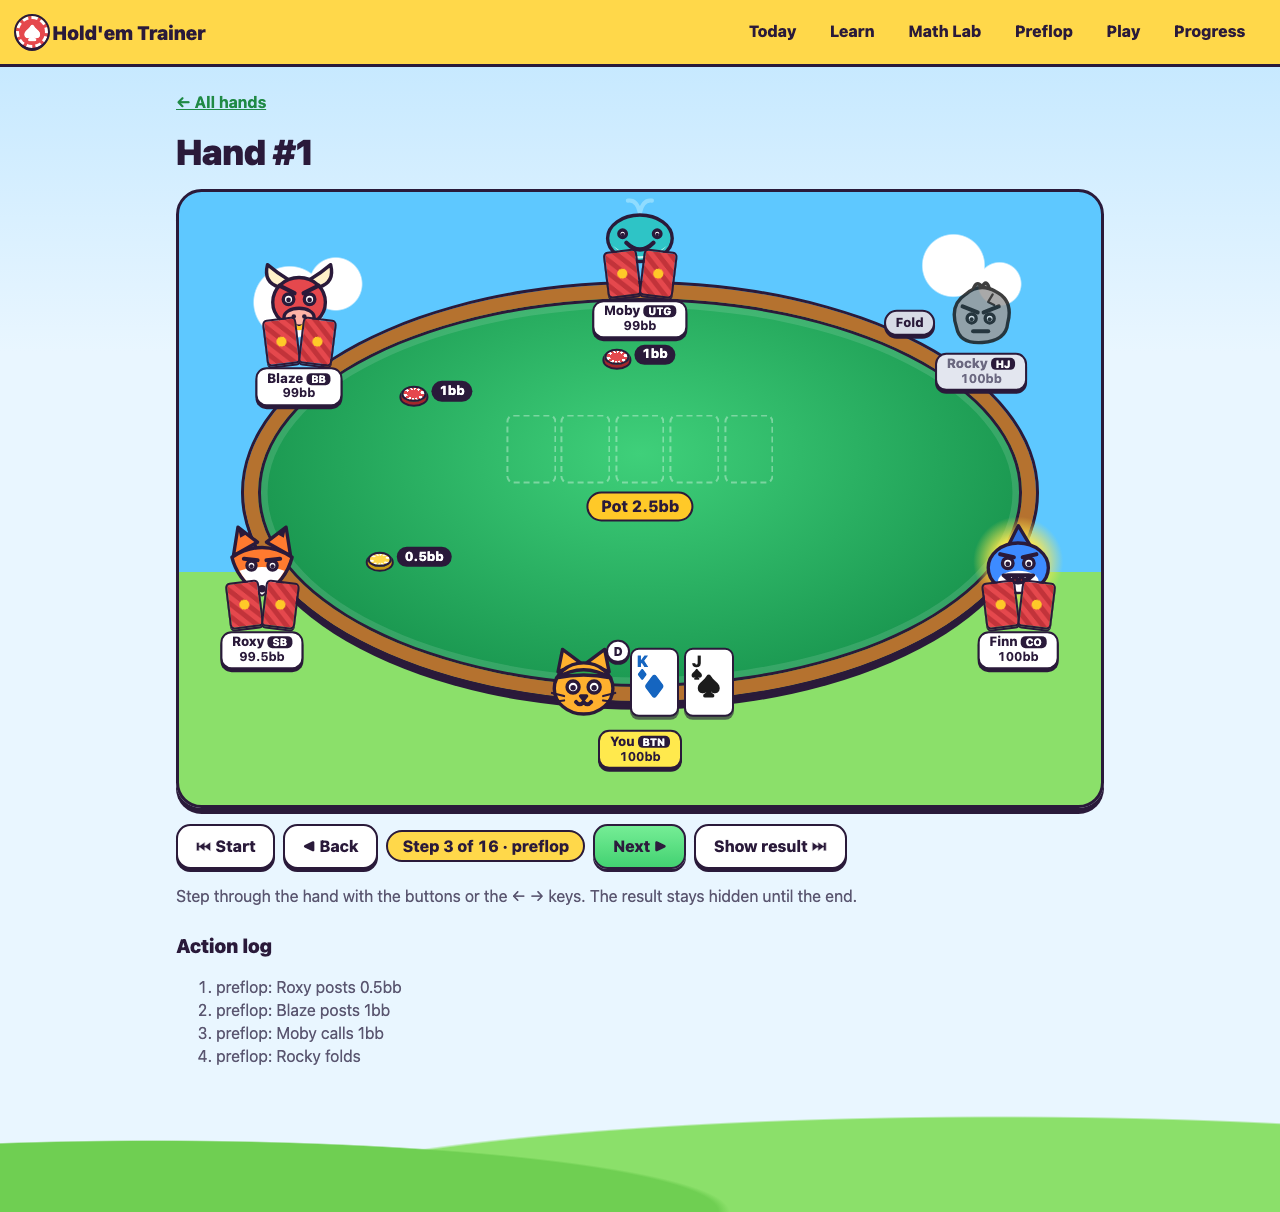 Hold'em Trainer
Today Learn Math Lab Preflop Play Progress
← All hands
Hand #1
Moby UTG
99bb
1bb
Fold
Rocky HJ
100bb
Blaze BB
99bb
1bb
Pot 2.5bb
0.5bb
Roxy SB
99.5bb
Finn CO
100bb
D
K
J
You BTN
100bb
⏮ Start
◀ Back
Step 3 of 16 · preflop
Next ▶
Show result ⏭
Step through the hand with the buttons or the ← → keys. The result stays hidden until the end.
Action log
1. preflop: Roxy posts 0.5bb
2. preflop: Blaze posts 1bb
3. preflop: Moby calls 1bb
4. preflop: Rocky folds